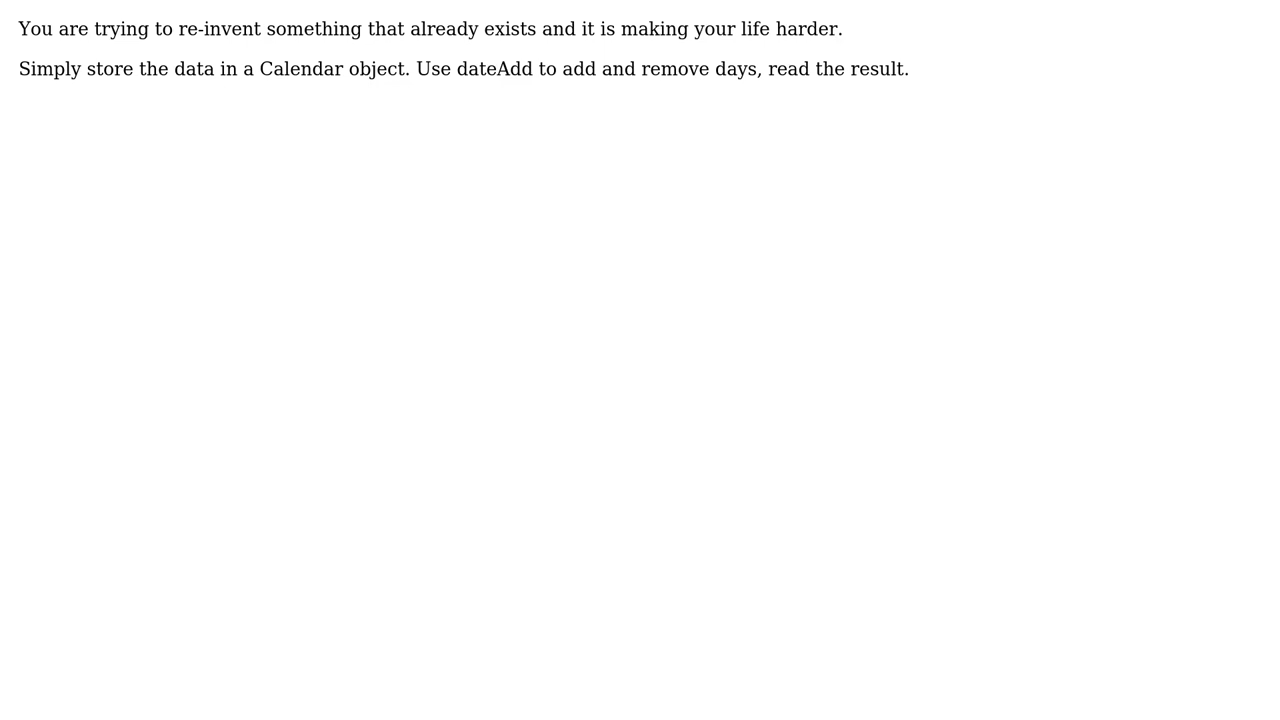 You are trying to re-invent something that already exists and it is making your life harder.
Simply store the data in a Calendar object. Use dateAdd to add and remove days, read the result.